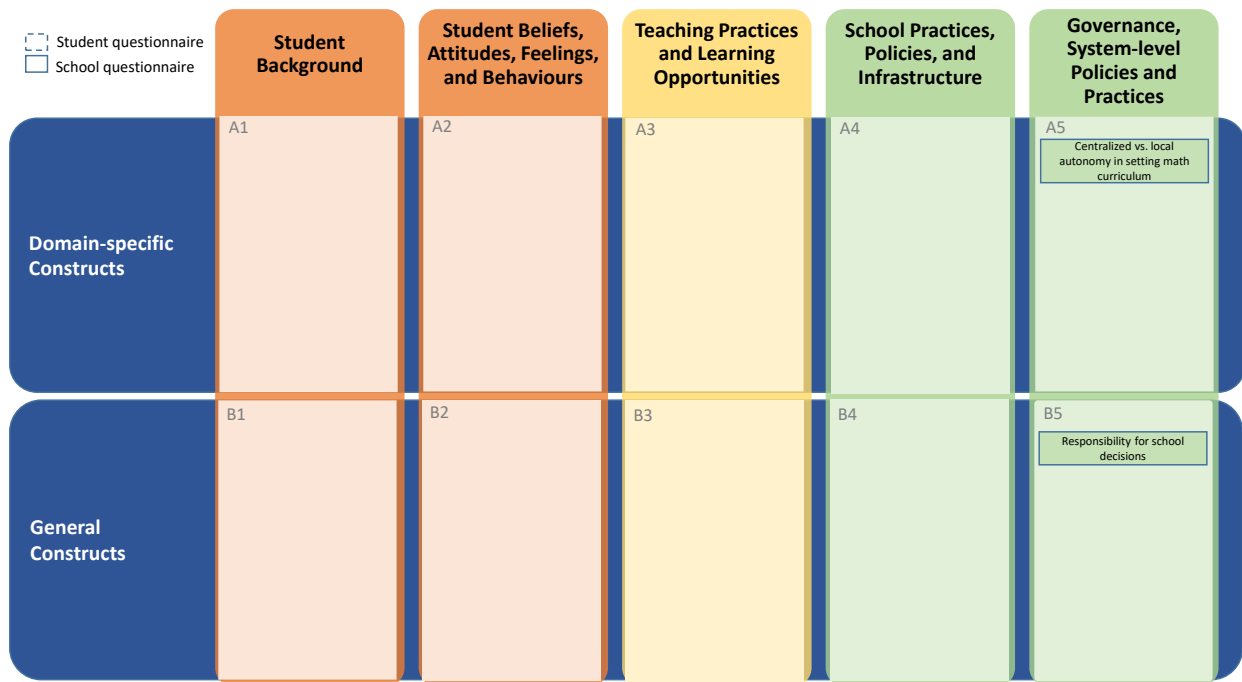 Student questionnaire
School questionnaire
Student
Background
Student Beliefs,
Attitudes, Feelings,
and Behaviours
Teaching Practices
and Learning
Opportunities
School Practices,
Policies, and
Infrastructure
Governance,
System-level
Policies and
Practices
Domain-specific
Constructs
A1
A2
A3
A4
A5
Centralized vs. local
autonomy in setting math
curriculum
General
Constructs
B1
B2
B3
B4
B5
Responsibility for school
decisions